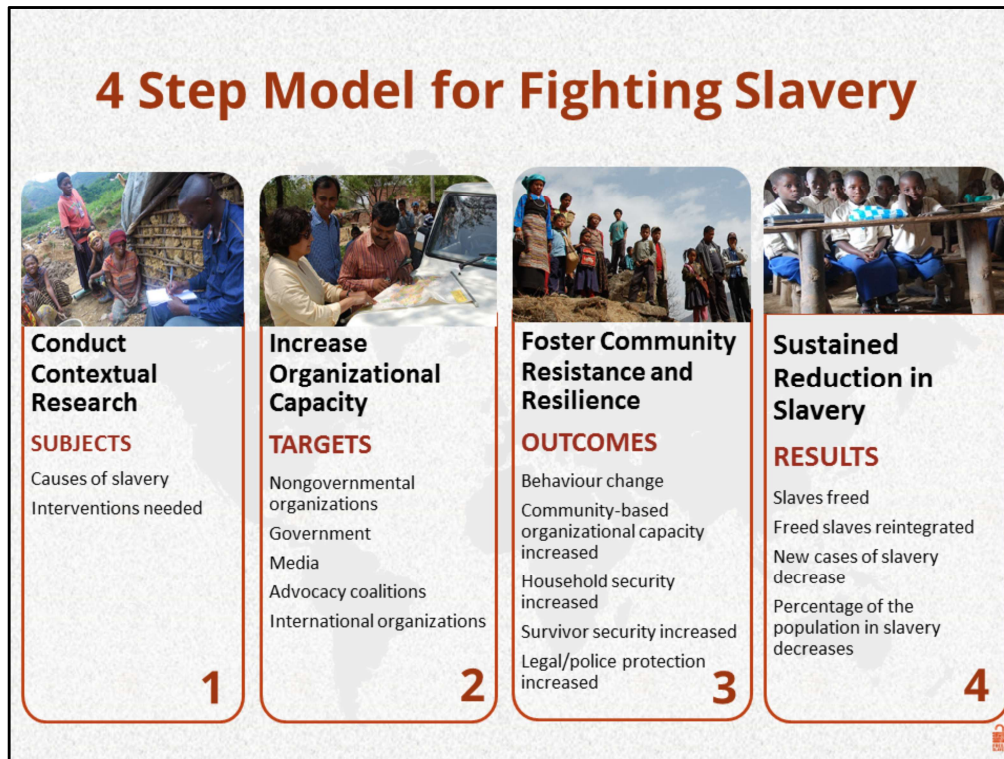 4 Step Model for Fighting Slavery
Conduct
Contextual
Research
SUBJECTS
Causes of slavery
Interventions needed
1
Increase
Organizational
Capacity
TARGETS
Nongovernmental
organizations
Government
Media
Advocacy coalitions
International organizations
2
Foster Community
Resistance and
Resilience
OUTCOMES
Behaviour change
Community-based
organizational capacity
increased
Household security
increased
Survivor security increased
Legal/police protection
increased
3
Sustained
Reduction in
Slavery
RESULTS
Slaves freed
Freed slaves reintegrated
New cases of slavery
decrease
Percentage of the
population in slavery
decreases
4